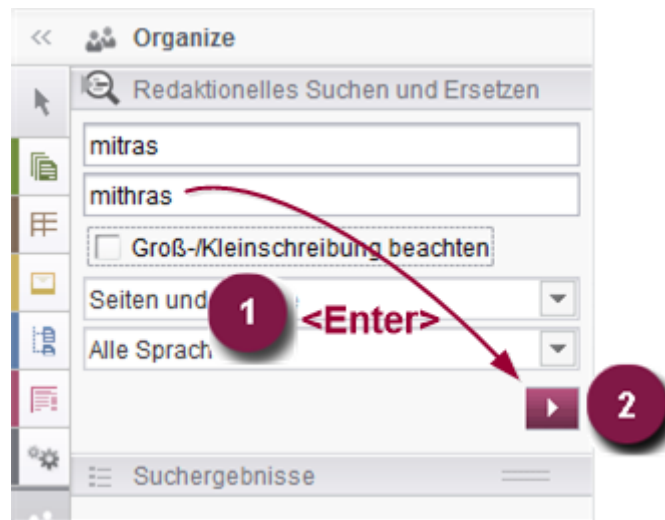 Organize
Redaktionelles Suchen und Ersetzen
mitras
mithras
Groß-/Kleinschreibung beachten
Seiten und
1
<Enter>
Alle Sprach
2
Suchergebnisse